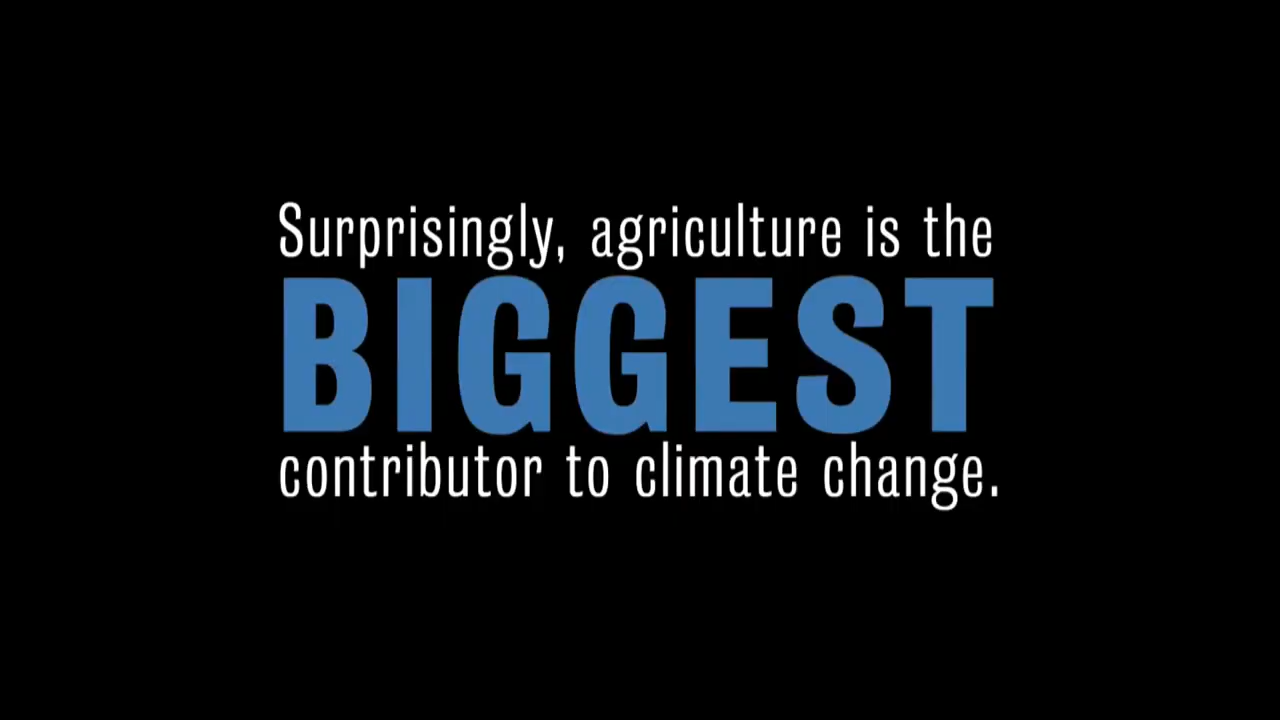 Surprisingly, agriculture is the
BIGGEST
contributor to climate change.